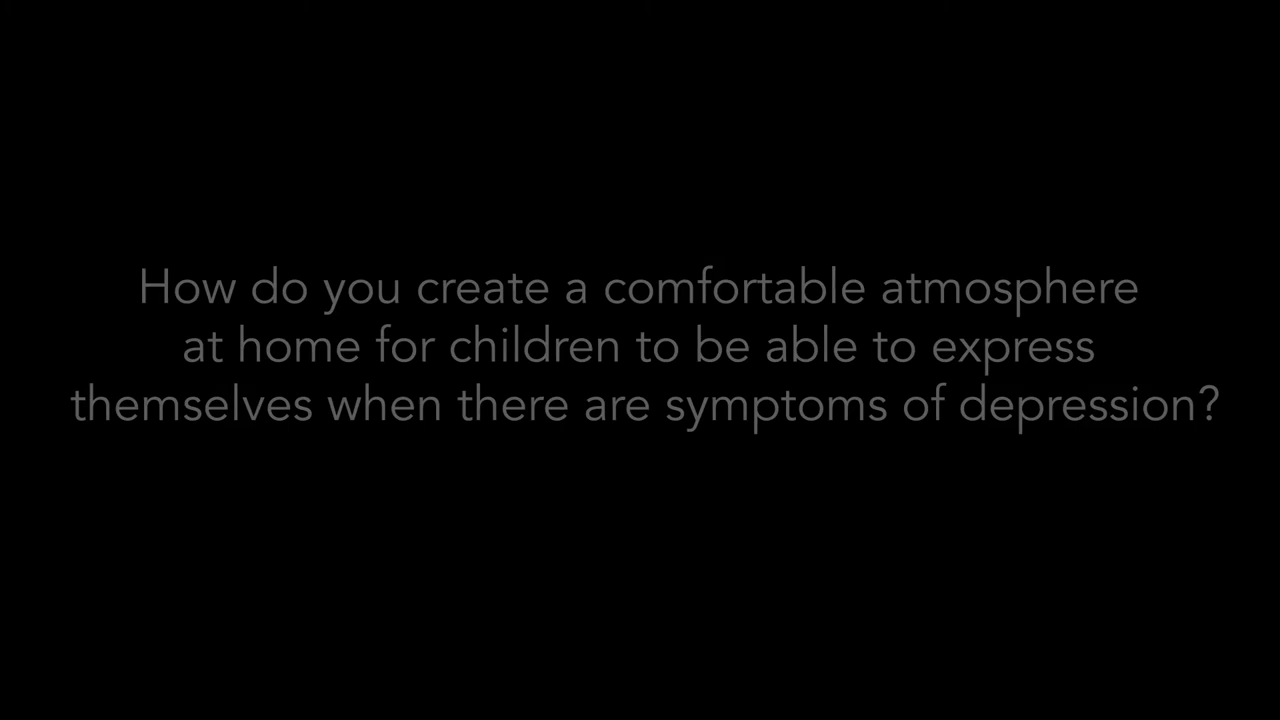 How do you create a comfortable atmosphere
at home for children to be able to express
themselves when there are symptoms of depression?